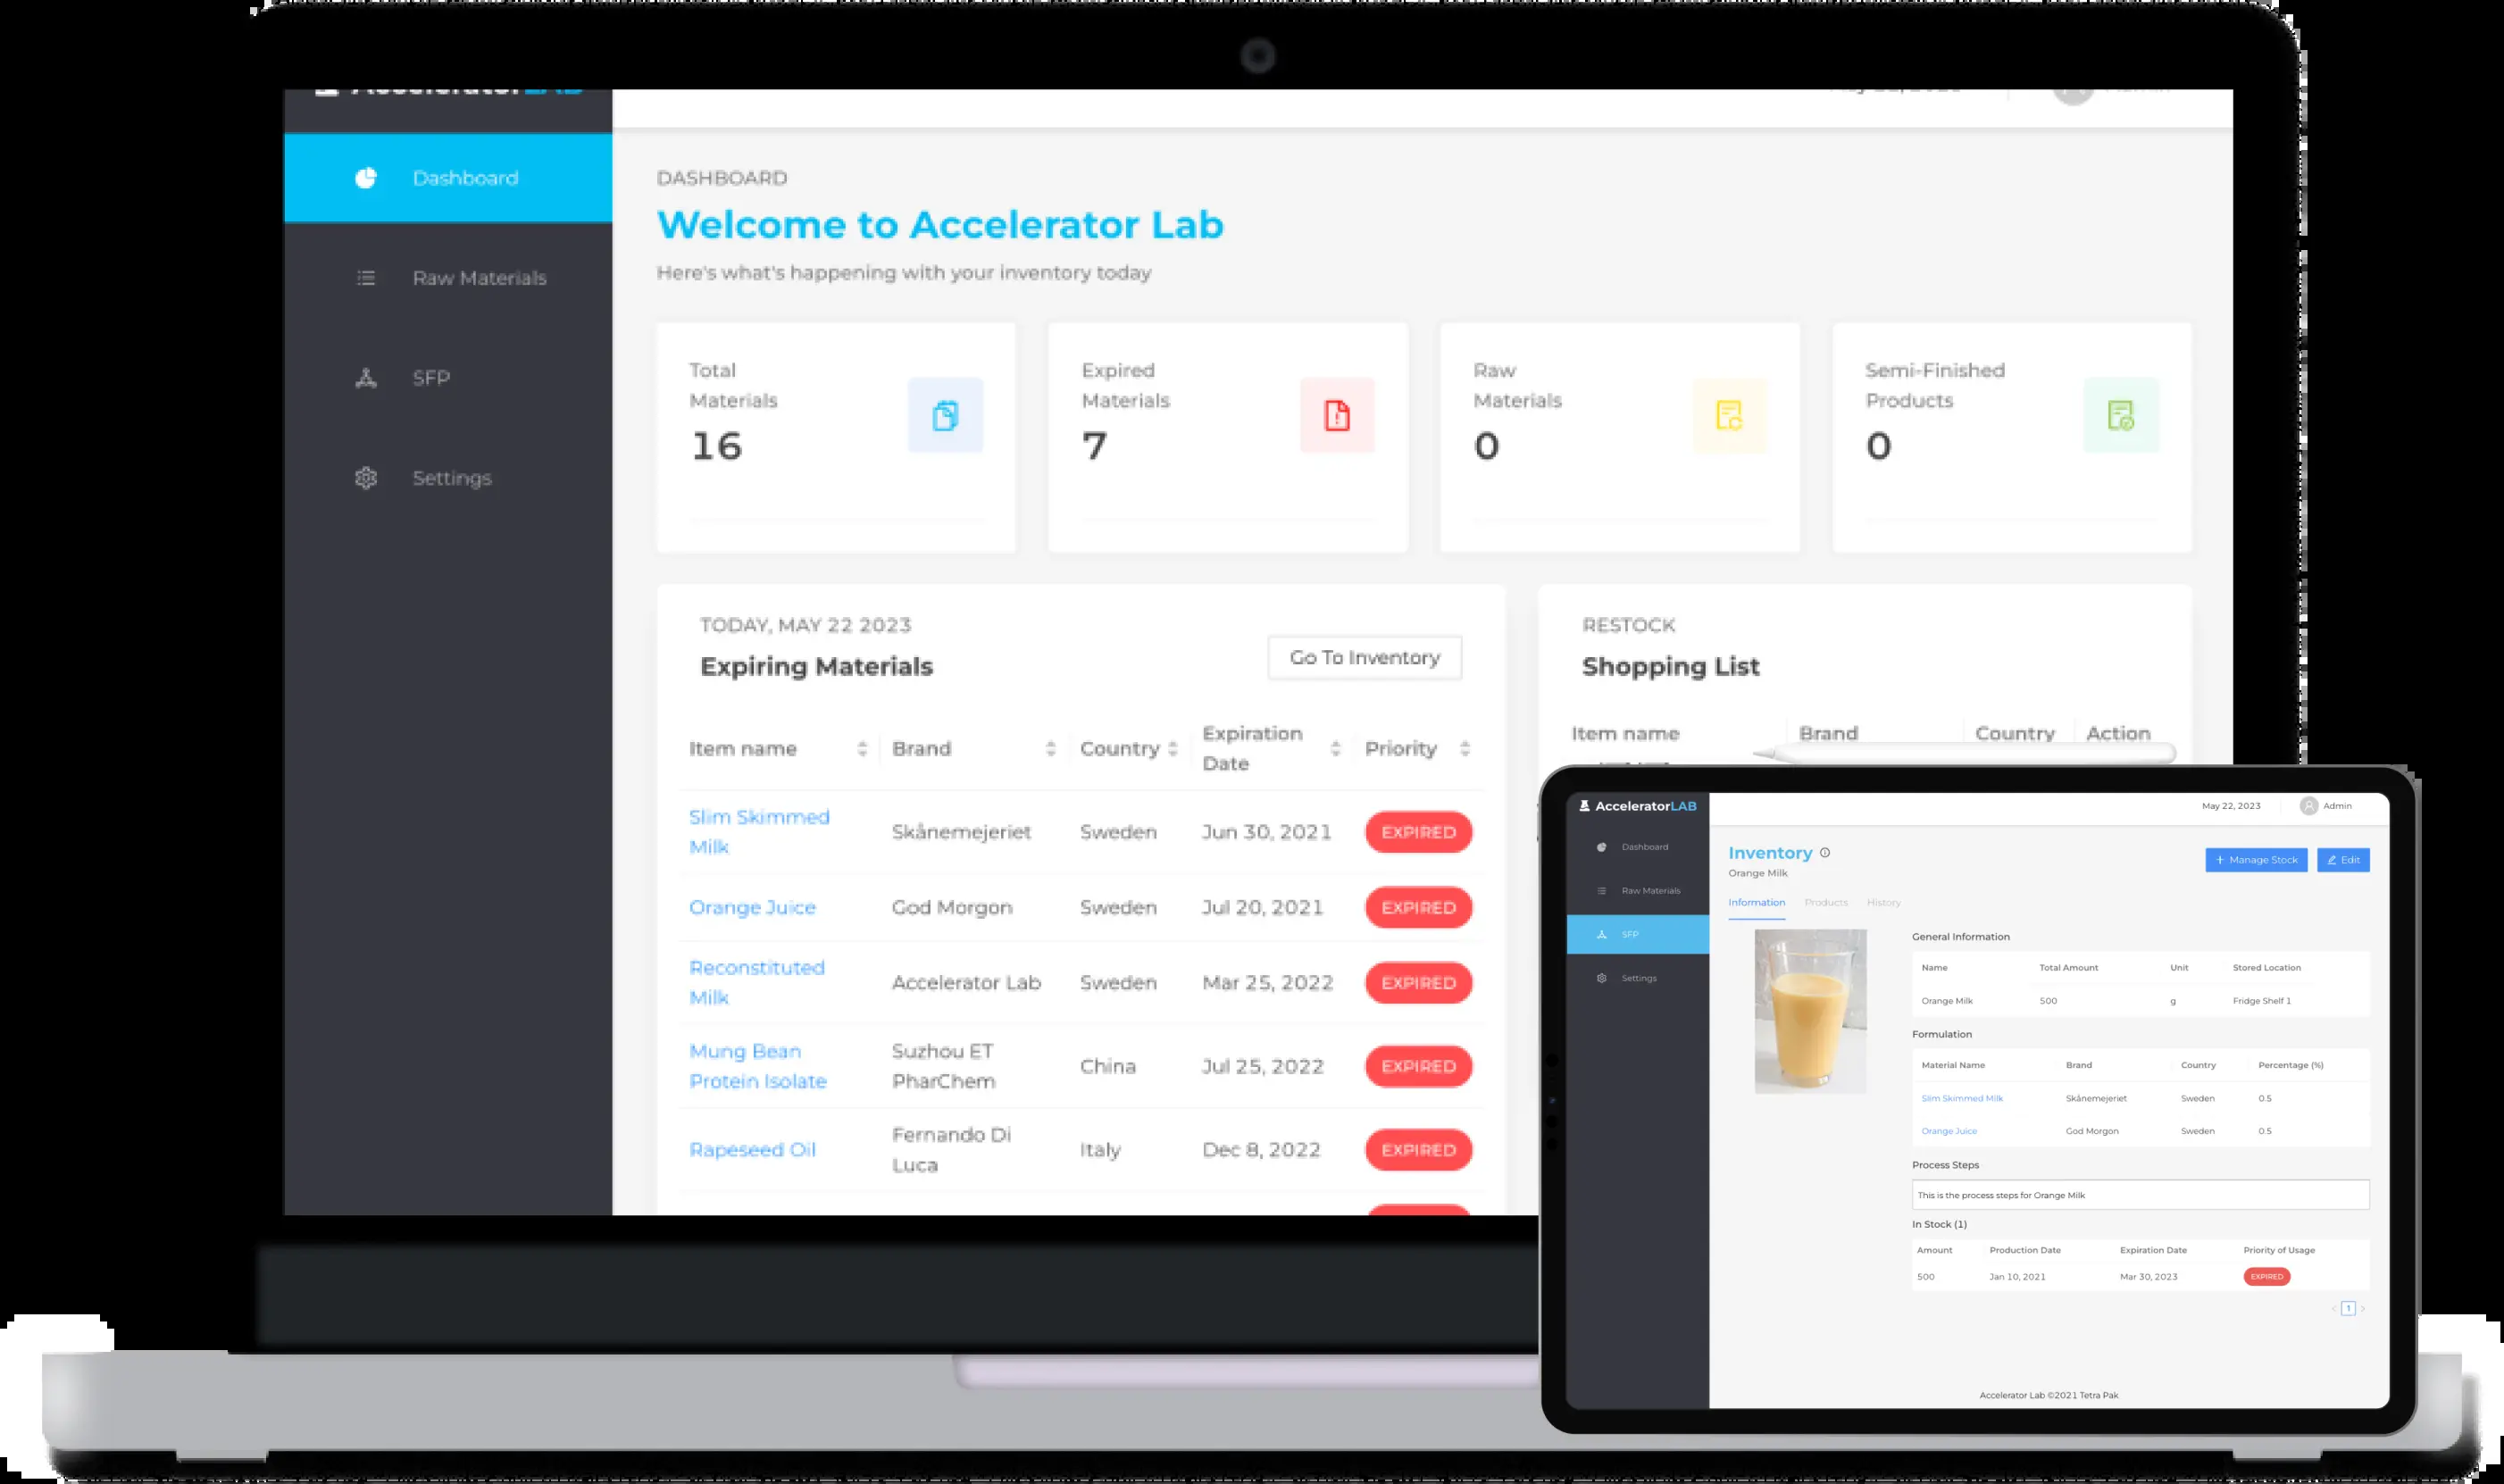 AcceleratorLAB
Dashboard
Raw Materials
SFP
Settings
DASHBOARD
Welcome to Accelerator Lab
Here's what's happening with your inventory today
Total
Materials
16
Expired
Materials
7
Raw
Materials
0
Semi-Finished
Products
0
TODAY, MAY 22 2023
Expiring Materials
Go To Inventory
Item name Brand Country Expiration Date Priority
Slim Skimmed Milk Skånemejeriet Sweden Jun 30, 2021 EXPIRED
Orange Juice God Morgon Sweden Jul 20, 2021 EXPIRED
Reconstituted Milk Accelerator Lab Sweden Mar 25, 2022 EXPIRED
Mung Bean Protein Isolate Suzhou ET PharChem China Jul 25, 2022 EXPIRED
Rapeseed Oil Fernando Di Luca Italy Dec 8, 2022 EXPIRED
RESTOCK
Shopping List
Item name Brand Country Action
AcceleratorLAB
May 22, 2023 Admin
Dashboard
Raw Materials
SFP
Settings
Inventory
Orange Milk
+ Manage Stock Edit
Information Products History
General Information
Name Total Amount Unit Stored Location
Orange Milk 500 g Fridge Shelf 1
Formulation
Material Name Brand Country Percentage (%)
Slim Skimmed Milk Skånemejeriet Sweden 0.5
Orange Juice God Morgon Sweden 0.5
Process Steps
This is the process steps for Orange Milk
In Stock (1)
Amount Production Date Expiration Date Priority of Usage
500 Jan 10, 2021 Mar 30, 2023 EXPIRED
< 1 >
Accelerator Lab ©2021 Tetra Pak